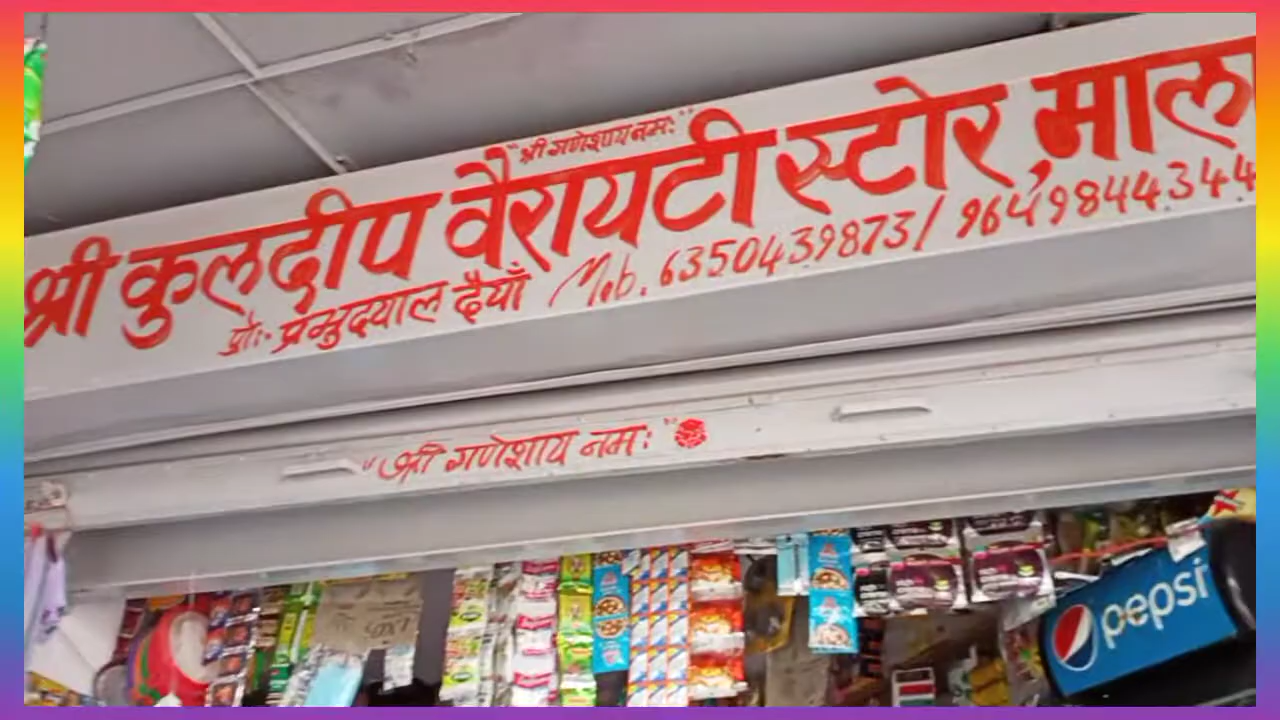 "श्री गणेशाय नमः"
श्री कुलदीप वैरायटी स्टोर, माल
प्रो:- प्रभुदयाल दैयाँ Mob. 6350439873/ 9649844344
"श्री गणेशाय नमः"
pepsi